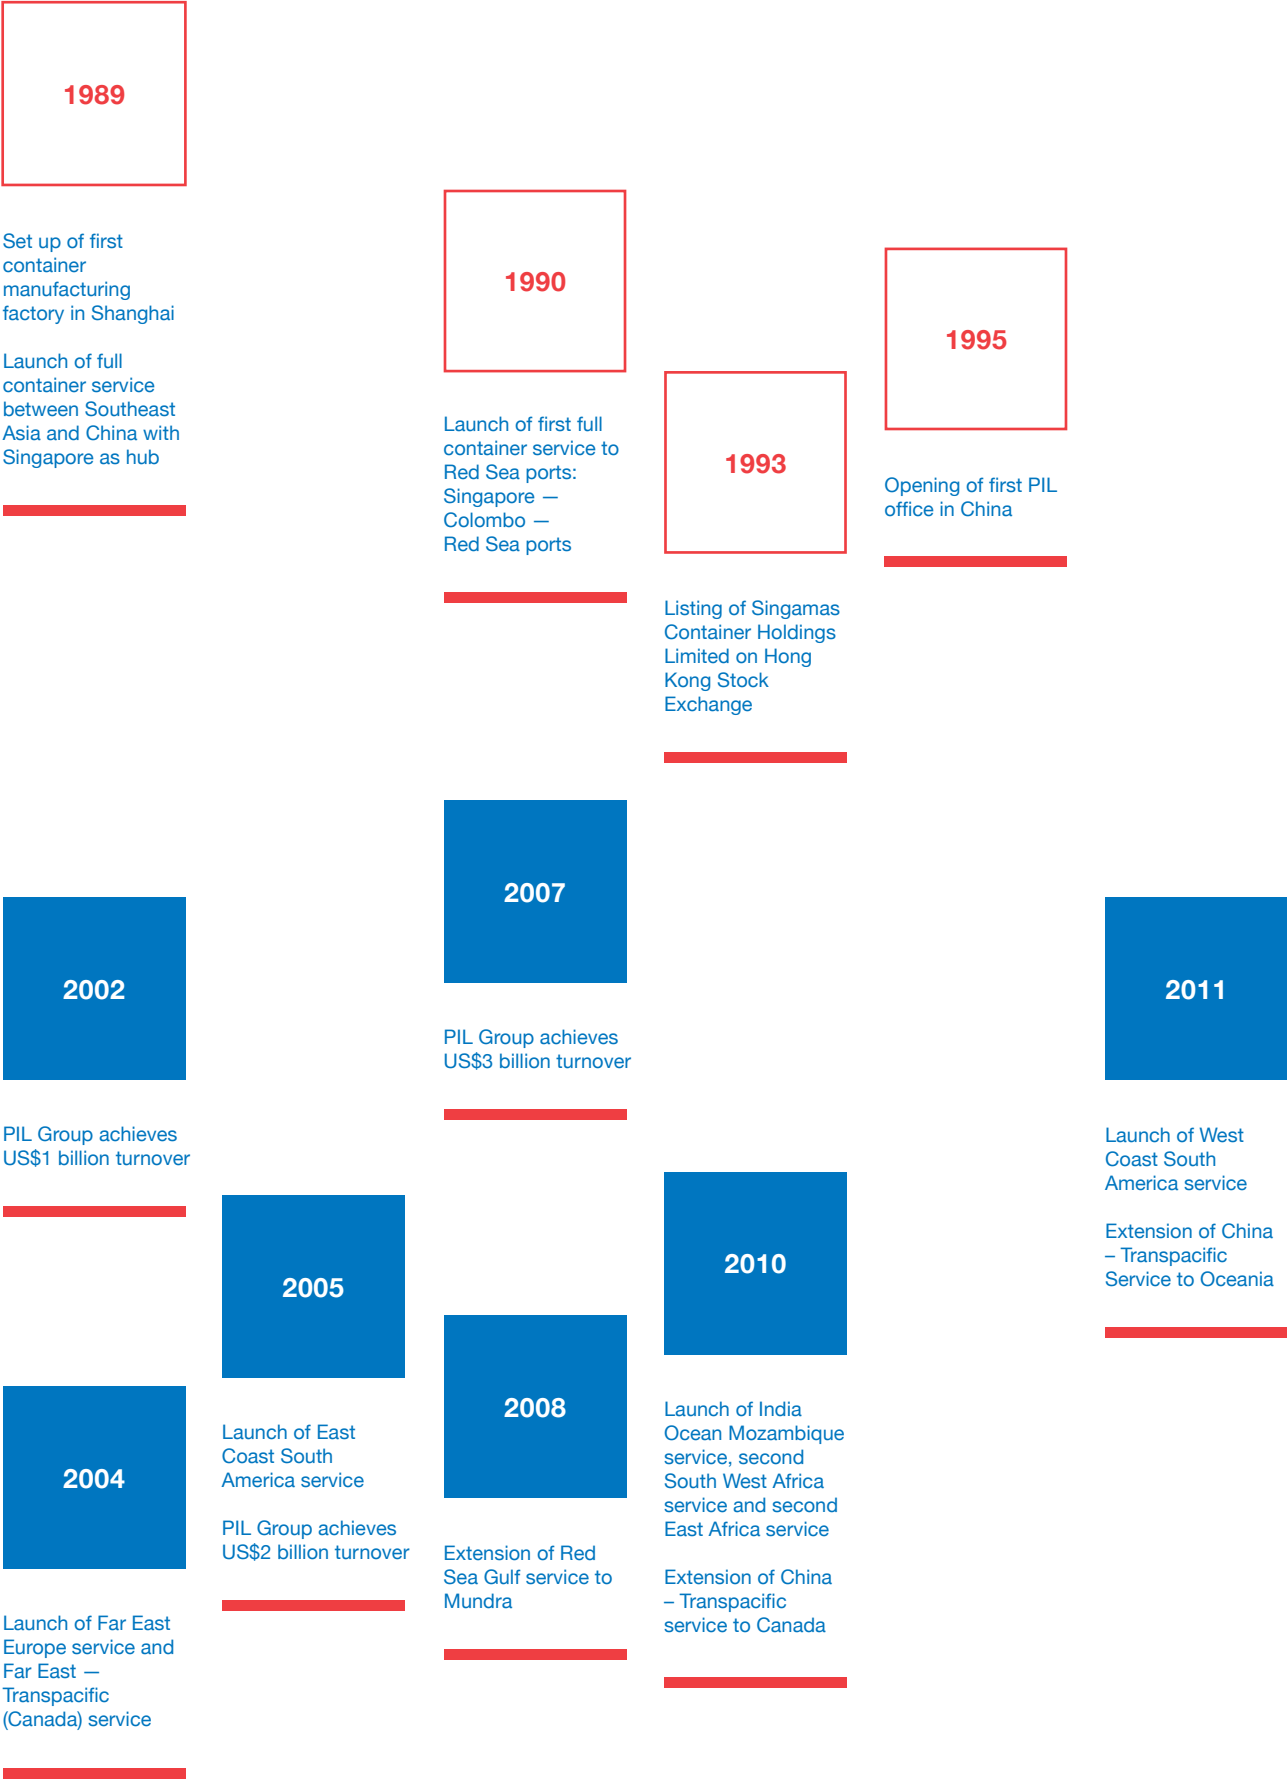 1989
Set up of first
container
manufacturing
factory in Shanghai
Launch of full
container service
between Southeast
Asia and China with
Singapore as hub
1990
Launch of first full
container service to
Red Sea ports:
Singapore —
Colombo —
Red Sea ports
1993
Listing of Singamas
Container Holdings
Limited on Hong
Kong Stock
Exchange
1995
Opening of first PIL
office in China
2002
PIL Group achieves
US$1 billion turnover
2004
Launch of Far East
Europe service and
Far East —
Transpacific
(Canada) service
2005
Launch of East
Coast South
America service
PIL Group achieves
US$2 billion turnover
2007
PIL Group achieves
US$3 billion turnover
2008
Extension of Red
Sea Gulf service to
Mundra
2010
Launch of India
Ocean Mozambique
service, second
South West Africa
service and second
East Africa service
Extension of China
– Transpacific
service to Canada
2011
Launch of West
Coast South
America service
Extension of China
– Transpacific
Service to Oceania